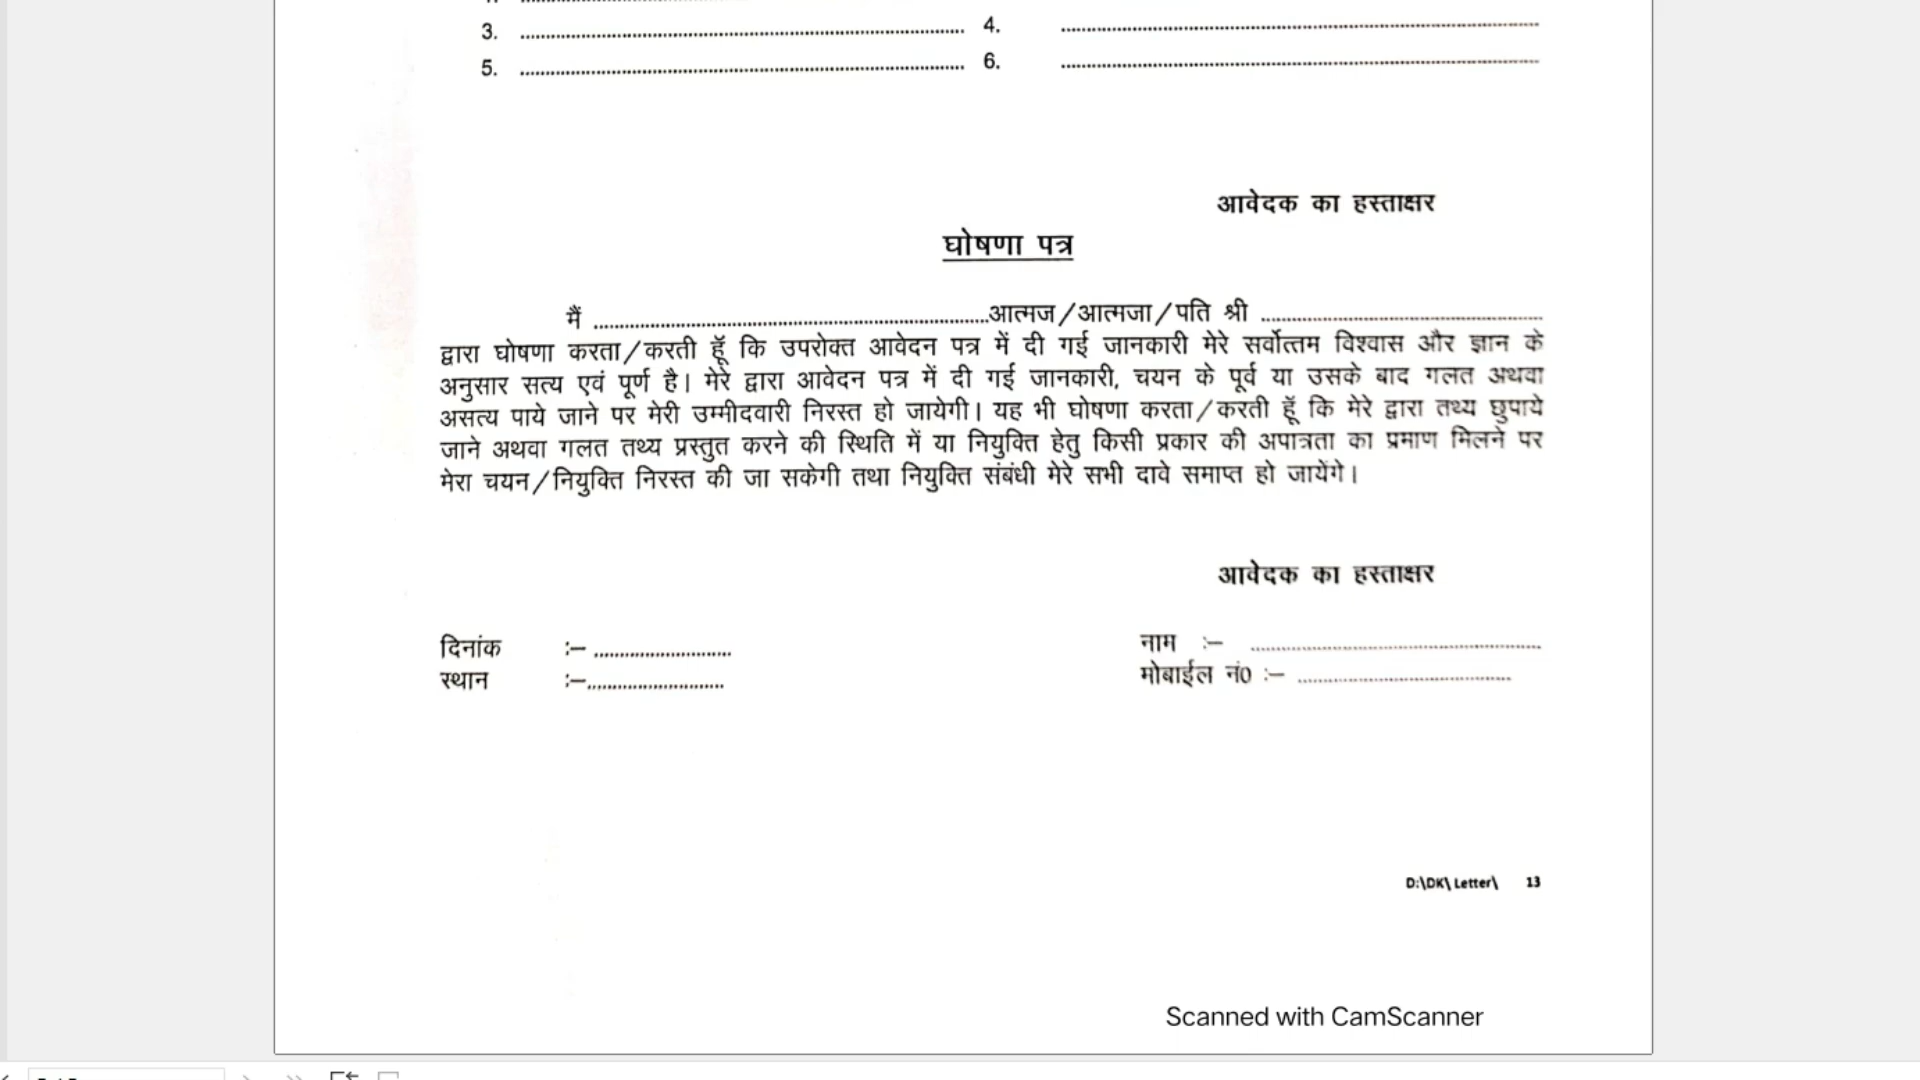 3. ........................................ 4. ........................................
5. ........................................ 6. ........................................
आवेदक का हस्ताक्षर
घोषणा पत्र
मैं ........................................आत्मज/आत्मजा/पति श्री ........................................
द्वारा घोषणा करता/करती हूँ कि उपरोक्त आवेदन पत्र में दी गई जानकारी मेरे सर्वोत्तम विश्वास और ज्ञान के
अनुसार सत्य एवं पूर्ण है। मेरे द्वारा आवेदन पत्र में दी गई जानकारी, चयन के पूर्व या उसके बाद गलत अथवा
असत्य पाये जाने पर मेरी उम्मीदवारी निरस्त हो जायेगी। यह भी घोषणा करता/करती हूँ कि मेरे द्वारा तथ्य छुपाये
जाने अथवा गलत तथ्य प्रस्तुत करने की स्थिति में या नियुक्ति हेतु किसी प्रकार की अपात्रता का प्रमाण मिलने पर
मेरा चयन/नियुक्ति निरस्त की जा सकेगी तथा नियुक्ति संबंधी मेरे सभी दावे समाप्त हो जायेंगे।
आवेदक का हस्ताक्षर
दिनांक :- ........................... नाम :- ........................................
स्थान :-........................... मोबाईल नं0 :- ........................................
D:\DK\ Letter\ 13
Scanned with CamScanner